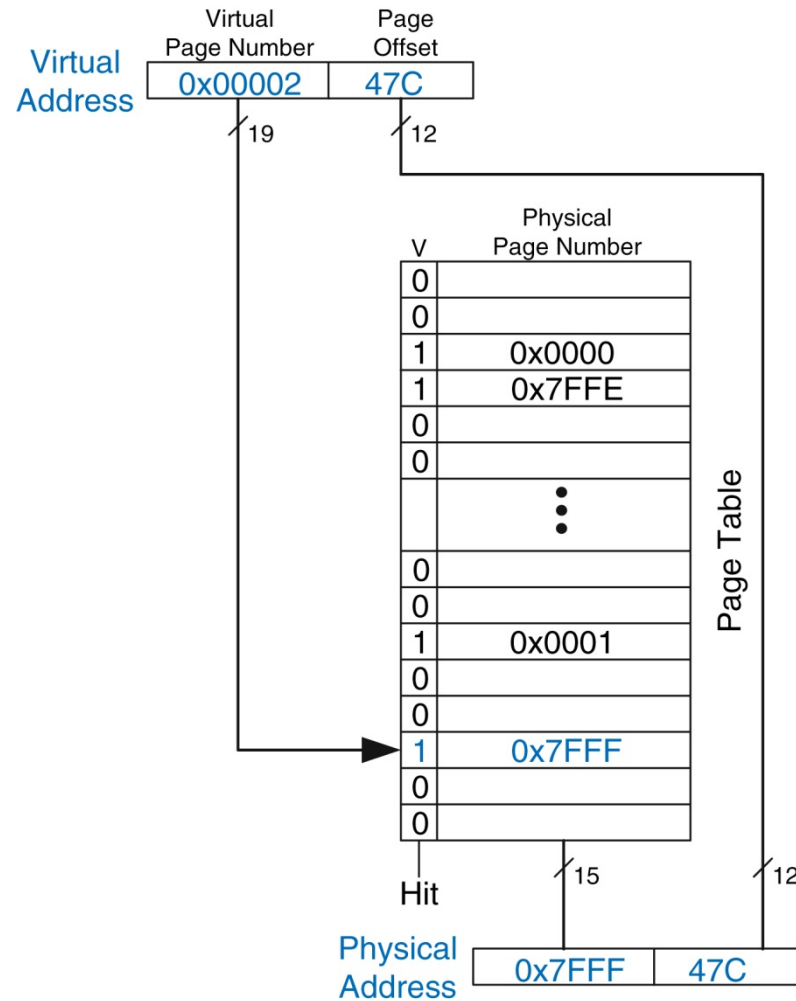 Virtual
Page Number
Page
Offset
Virtual
Address
0x00002
47C
19
12
Physical
Page Number
V
0
0
1 0x0000
1 0x7FFE
0
0
0
0
1 0x0001
0
0
1 0x7FFF
0
0
Page Table
Hit
15
12
Physical
Address
0x7FFF
47C